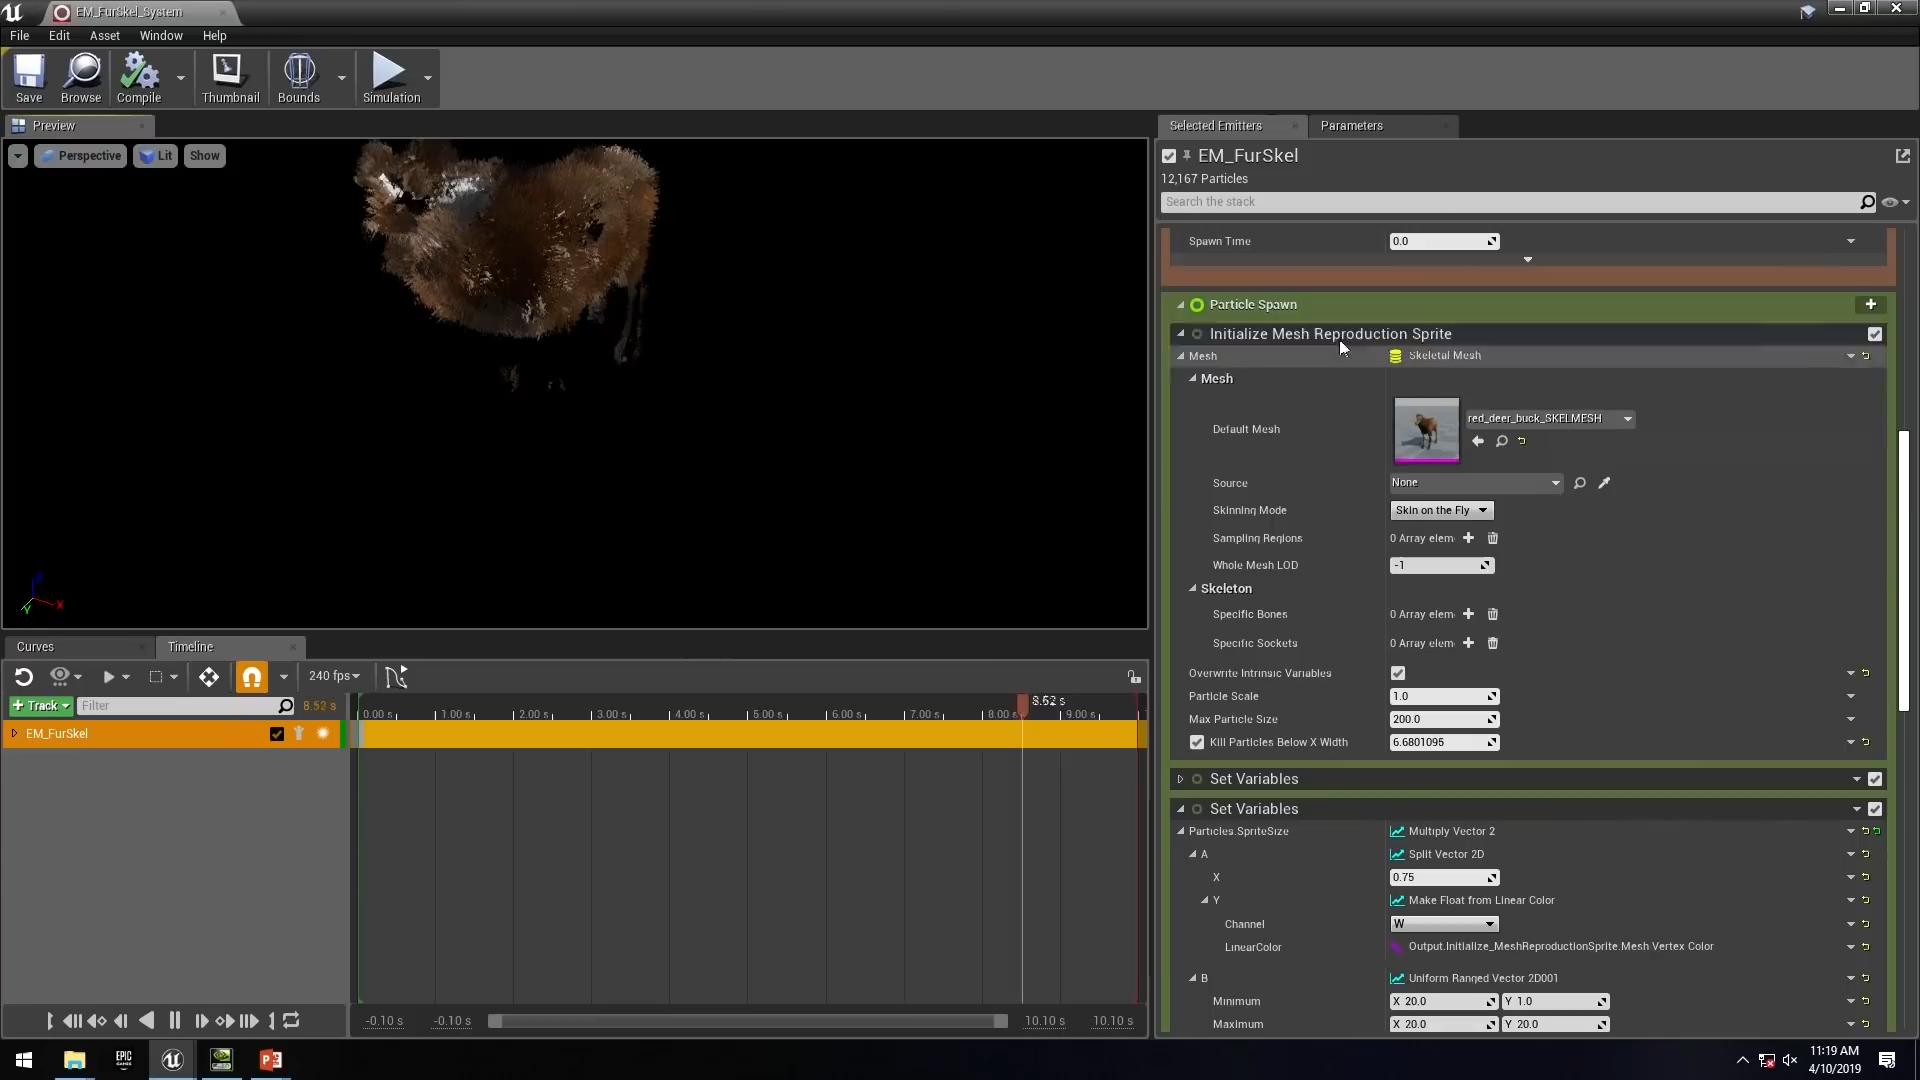 EM_FurSkel_System
File Edit Asset Window Help
Save Browse Compile Thumbnail Bounds Simulation
Preview
Perspective Lit Show
Selected Emitters Parameters
EM_FurSkel
12,167 Particles
Search the stack
Spawn Time 0.0
Particle Spawn
Initialize Mesh Reproduction Sprite
Mesh Skeletal Mesh
Mesh
Default Mesh red_deer_buck_SKELMESH
Source None
Skinning Mode Skin on the Fly
Sampling Regions 0 Array elem
Whole Mesh LOD -1
Skeleton
Specific Bones 0 Array elem
Specific Sockets 0 Array elem
Overwrite Intrinsic Variables
Particle Scale 1.0
Max Particle Size 200.0
Kill Particles Below X Width 6.6801095
Set Variables
Set Variables
Particles.SpriteSize Multiply Vector 2
A Split Vector 2D
X 0.75
Y Make Float from Linear Color
Channel W
LinearColor Output.Initialize_MeshReproductionSprite.Mesh Vertex Color
B Uniform Ranged Vector 2D001
Minimum X 20.0 Y 1.0
Maximum X 20.0 Y 20.0
Z
X
Y
Curves Timeline
240 fps
Track Filter 8.52 s
8.52 s
0.00 s 1.00 s 2.00 s 3.00 s 4.00 s 5.00 s 6.00 s 7.00 s 8.00 s 9.00 s
EM_FurSkel
-0.10 s -0.10 s 10.10 s 10.10 s
EPIC GAMES
11:19 AM
4/10/2019